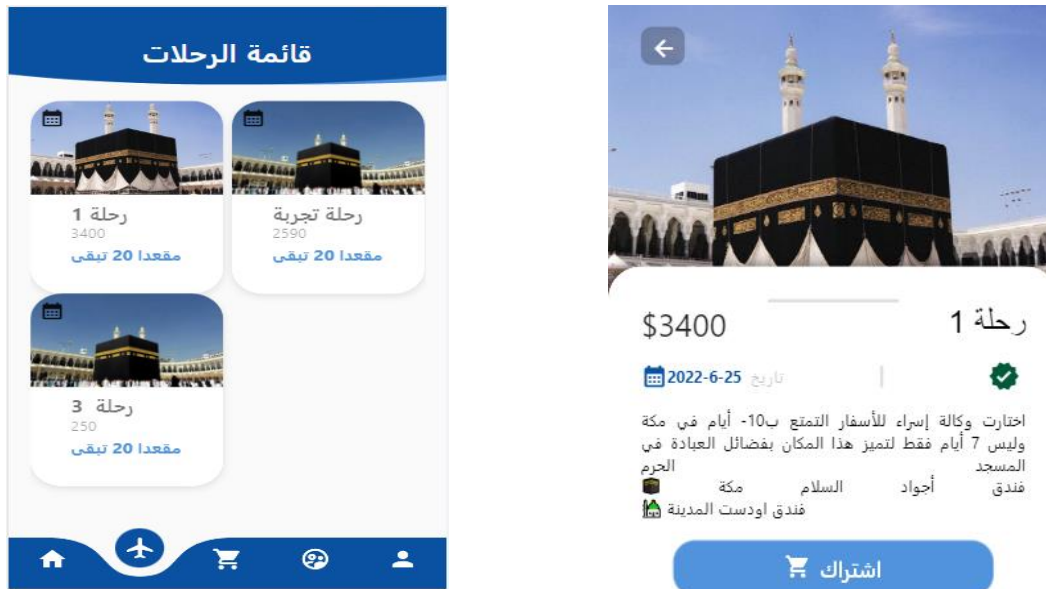 قائمة الرحلات
رحلة 1
3400
مقعدا 20 تبقى
رحلة تجربة
2590
مقعدا 20 تبقى
رحلة 3
250
مقعدا 20 تبقى
رحلة 1
$3400
تاريخ 2022-6-25
اختارت وكالة إسراء للأسفار التمتع ب10- أيام في مكة
وليس 7 أيام فقط لتميز هذا المكان بفضائل العبادة في
المسجد الحرم
فندق أجواد السلام مكة
فندق اودست المدينة
اشتراك